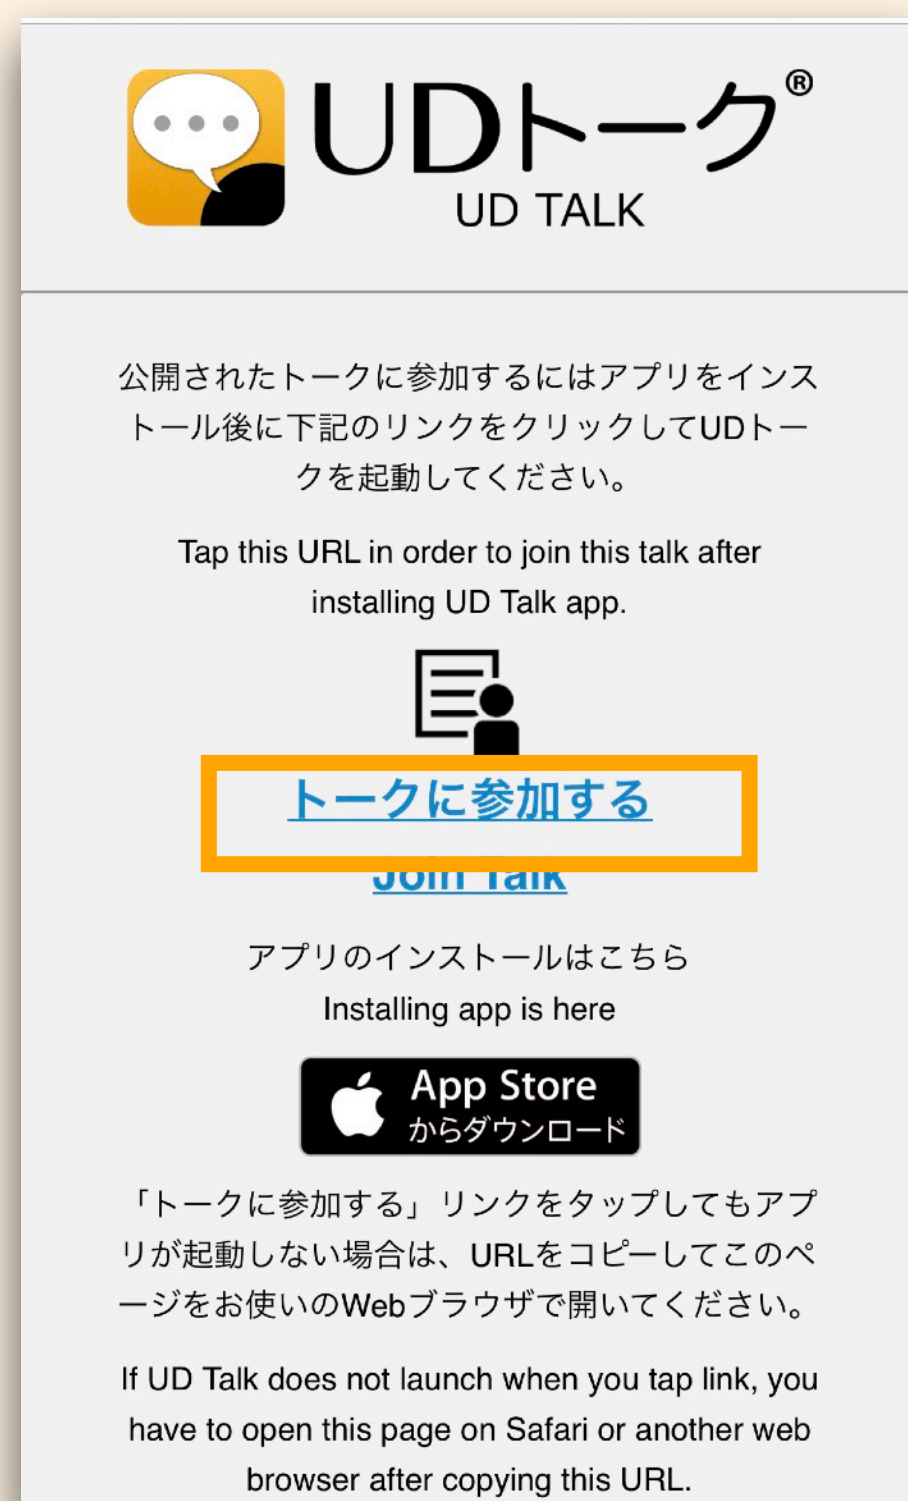 UDトーク®
UD TALK
公開されたトークに参加するにはアプリをインス
トール後に下記のリンクをクリックしてUDトー
クを起動してください。
Tap this URL in order to join this talk after
installing UD Talk app.
トークに参加する
Join Talk
アプリのインストールはこちら
Installing app is here
App Store
からダウンロード
「トークに参加する」リンクをタップしてもアプ
リが起動しない場合は、URLをコピーしてこのペ
ージをお使いのWebブラウザで開いてください。
If UD Talk does not launch when you tap link, you
have to open this page on Safari or another web
browser after copying this URL.